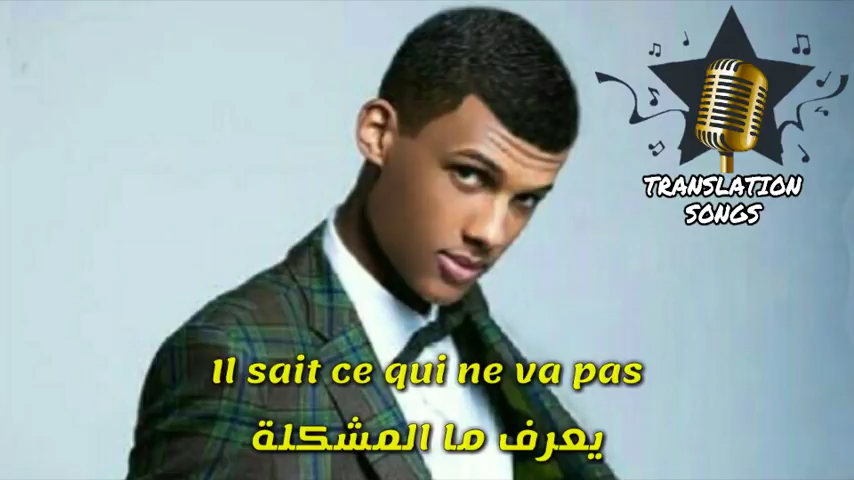 TRANSLATION
SONGS
Il sait ce qui ne va pas
يعرف ما المشكلة